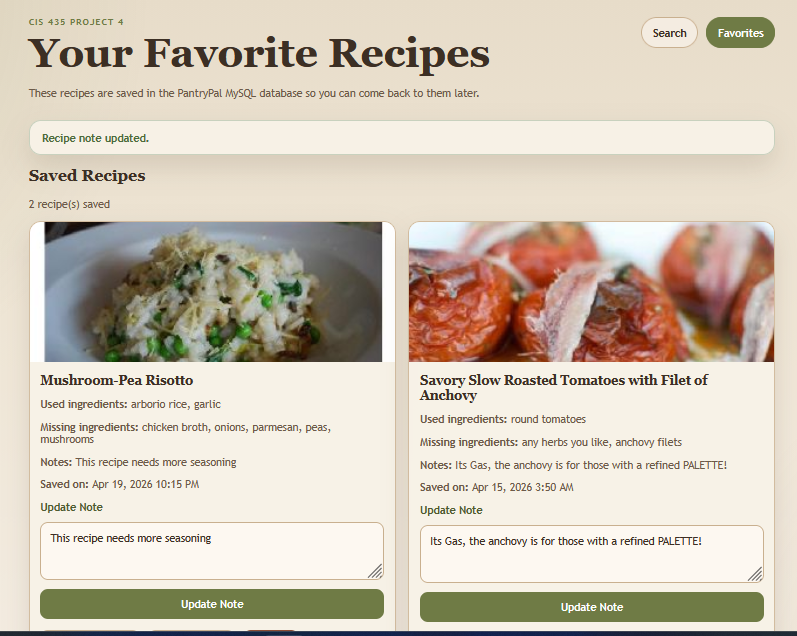 CIS 435 PROJECT 4
Your Favorite Recipes
Search
Favorites
These recipes are saved in the PantryPal MySQL database so you can come back to them later.
Recipe note updated.
Saved Recipes
2 recipe(s) saved
Mushroom-Pea Risotto
Used ingredients: arborio rice, garlic
Missing ingredients: chicken broth, onions, parmesan, peas,
mushrooms
Notes: This recipe needs more seasoning
Saved on: Apr 19, 2026 10:15 PM
Update Note
This recipe needs more seasoning
Update Note
Savory Slow Roasted Tomatoes with Filet of
Anchovy
Used ingredients: round tomatoes
Missing ingredients: any herbs you like, anchovy filets
Notes: Its Gas, the anchovy is for those with a refined PALETTE!
Saved on: Apr 15, 2026 3:50 AM
Update Note
Its Gas, the anchovy is for those with a refined PALETTE!
Update Note